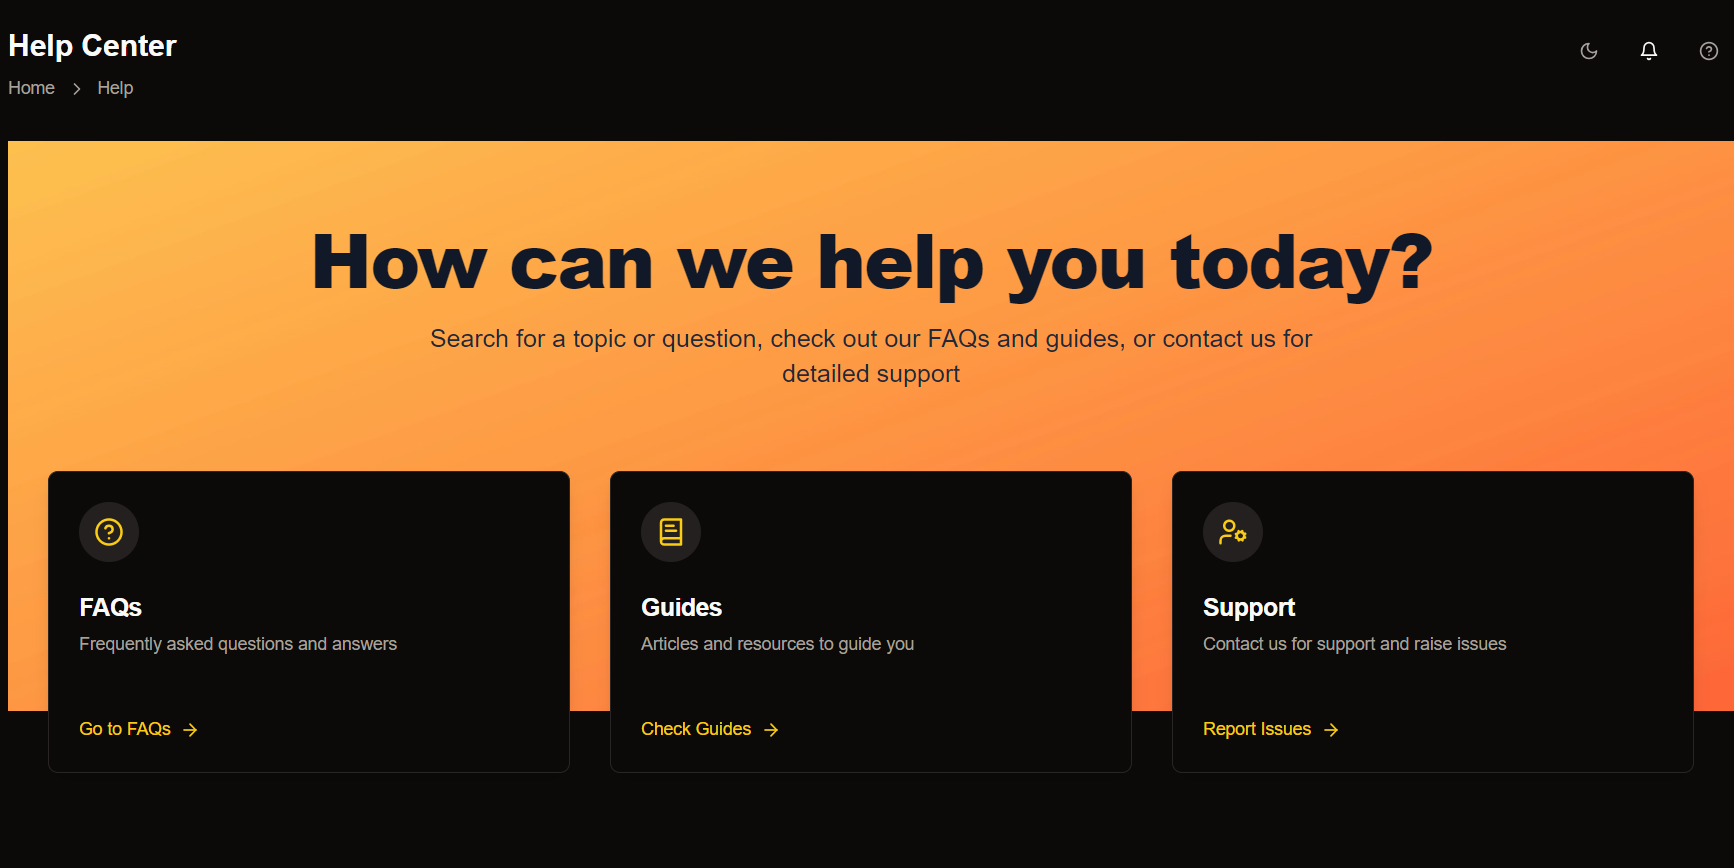 Help Center
Home > Help
How can we help you today?
Search for a topic or question, check out our FAQs and guides, or contact us for
detailed support
FAQs
Frequently asked questions and answers
Go to FAQs →
Guides
Articles and resources to guide you
Check Guides →
Support
Contact us for support and raise issues
Report Issues →